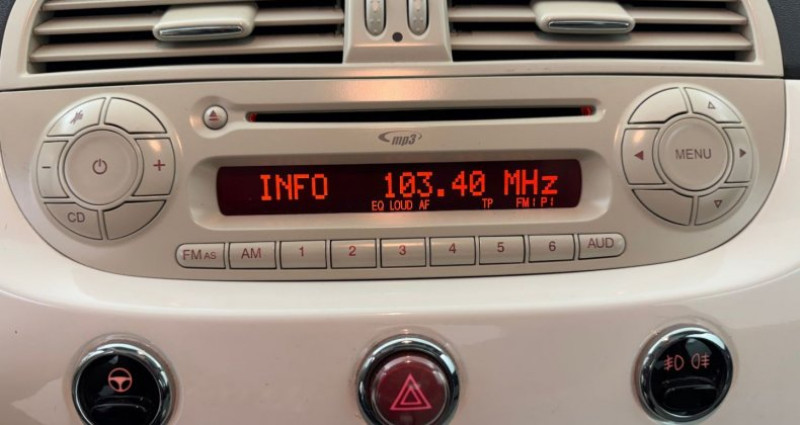 mp3
INFO 103.40 MHz
EQ LOUD AF TP FM1 P1
MENU
CD
FM AS AM 1 2 3 4 5 6 AUD